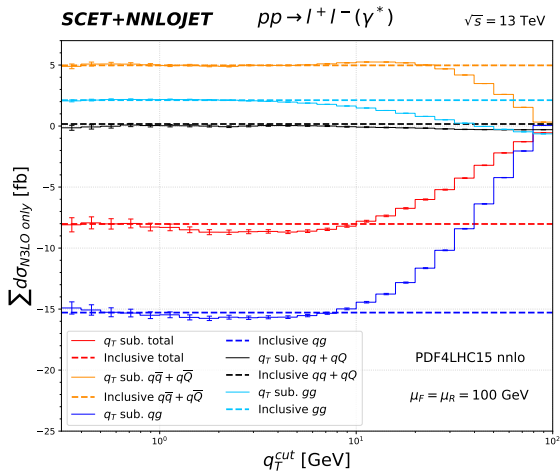 SCET+NNLOJET
pp → l⁺ l⁻(γ*)
√s = 13 TeV
∑ dσ_{N3LO only} [fb]
5
0
−5
−10
−15
−20
−25
q_T sub. total
Inclusive total
q_T sub. qq̅ + qQ̅
Inclusive qq̅ + qQ̅
q_T sub. qg
Inclusive qg
q_T sub. qq + qQ
Inclusive qq + qQ
q_T sub. gg
Inclusive gg
PDF4LHC15 nnlo
μ_F = μ_R = 100 GeV
10⁰
10¹
10²
q_T^{cut} [GeV]